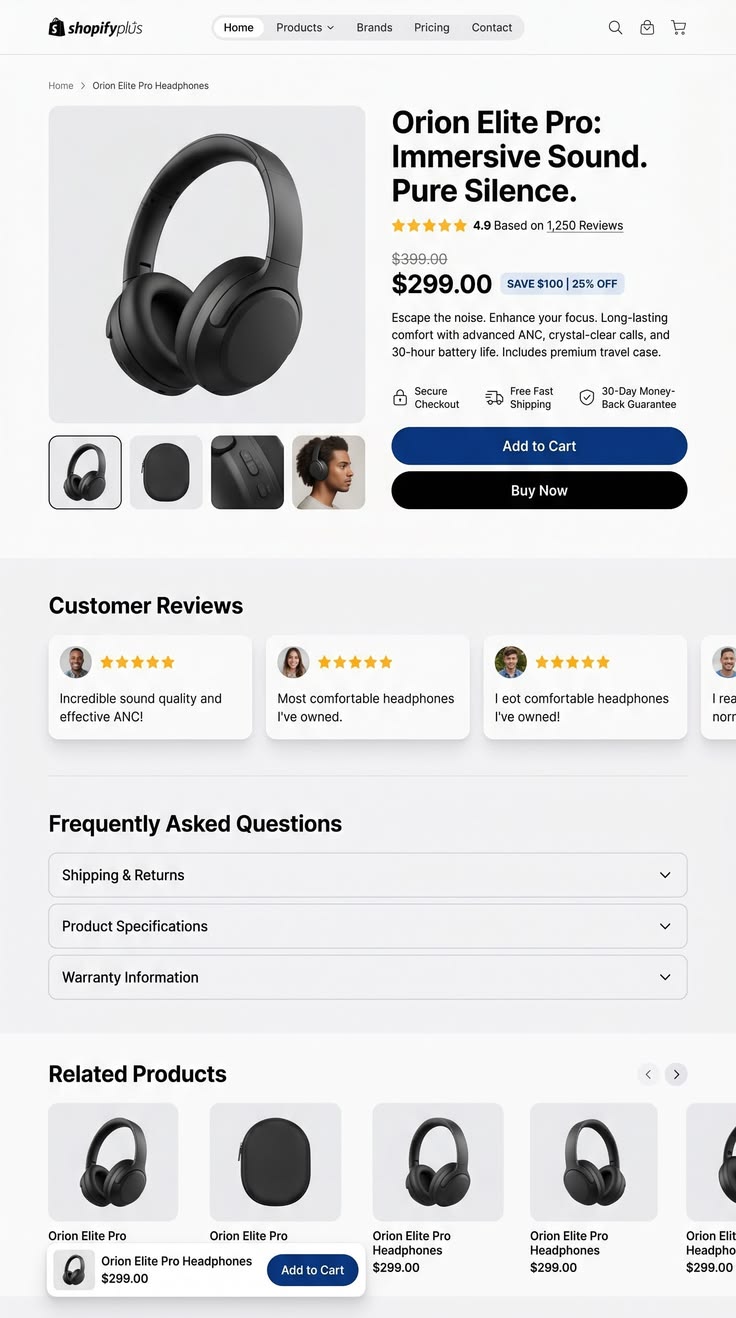 shopifyplus
Home Products Brands Pricing Contact
Home > Orion Elite Pro Headphones
Orion Elite Pro:
Immersive Sound.
Pure Silence.
4.9 Based on 1,250 Reviews
$399.00
$299.00 SAVE $100 | 25% OFF
Escape the noise. Enhance your focus. Long-lasting
comfort with advanced ANC, crystal-clear calls, and
30-hour battery life. Includes premium travel case.
Secure
Checkout
Free Fast
Shipping
30-Day Money-
Back Guarantee
Add to Cart
Buy Now
Customer Reviews
Incredible sound quality and
effective ANC!
Most comfortable headphones
I've owned.
I eot comfortable headphones
I've owned!
I rea
norr
Frequently Asked Questions
Shipping & Returns
Product Specifications
Warranty Information
Related Products
Orion Elite Pro
Orion Elite Pro
Orion Elite Pro
Headphones
$299.00
Orion Elite Pro
Headphones
$299.00
Orion Elit
Headpho
$299.00
Orion Elite Pro Headphones
$299.00
Add to Cart